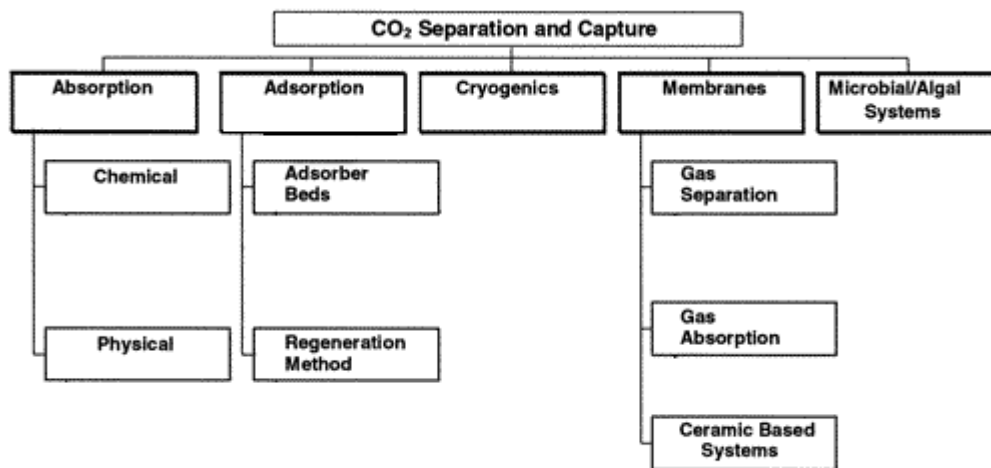 CO₂ Separation and Capture
Absorption
Adsorption
Cryogenics
Membranes
Microbial/Algal
Systems
Chemical
Physical
Adsorber
Beds
Regeneration
Method
Gas
Separation
Gas
Absorption
Ceramic Based
Systems